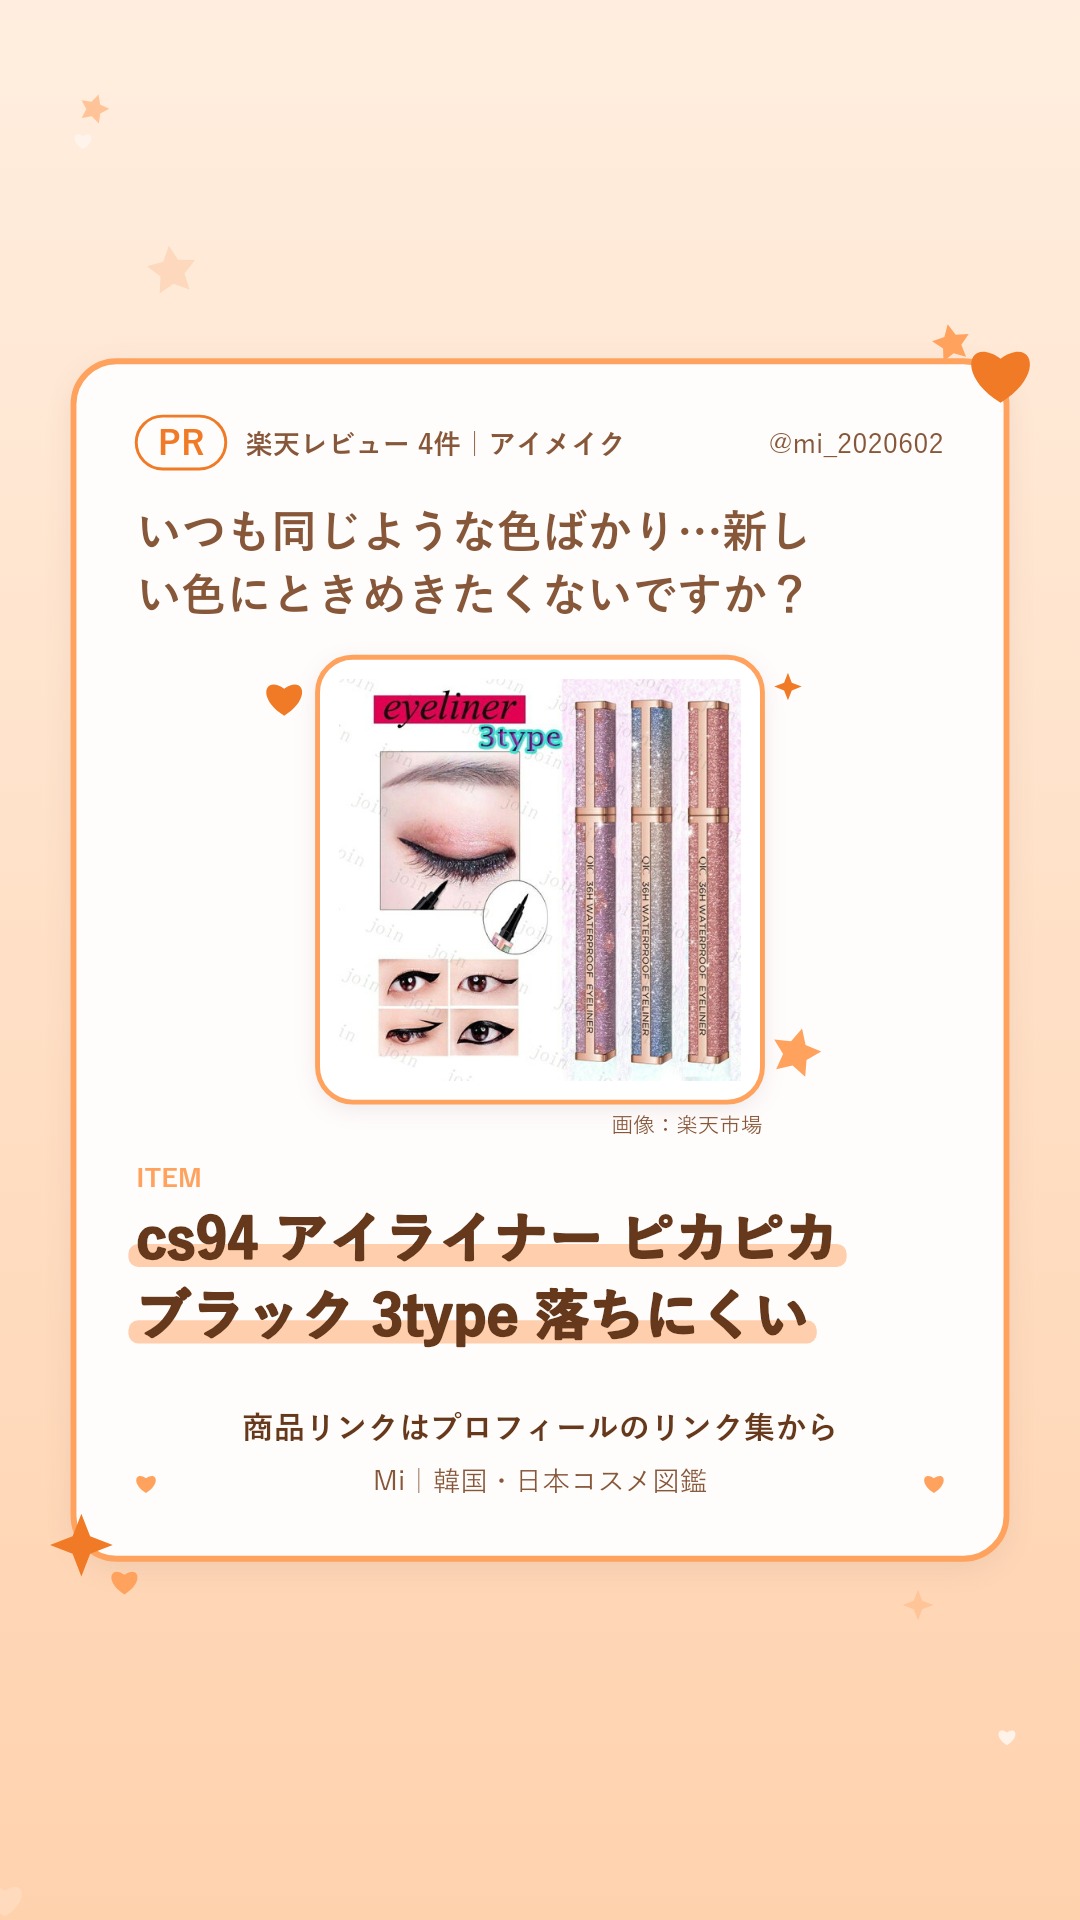 PR 楽天レビュー 4件｜アイメイク @mi_2020602
いつも同じような色ばかり…新し
い色にときめきたくないですか？
eyeliner
3type
join
QIC 36H WATERPROOF EYELINER
QIC 36H WATERPROOF EYELINER
QIC 36H WATERPROOF EYELINER
画像：楽天市場
ITEM
cs94 アイライナー ピカピカ
ブラック 3type 落ちにくい
商品リンクはプロフィールのリンク集から
Mi｜韓国・日本コスメ図鑑